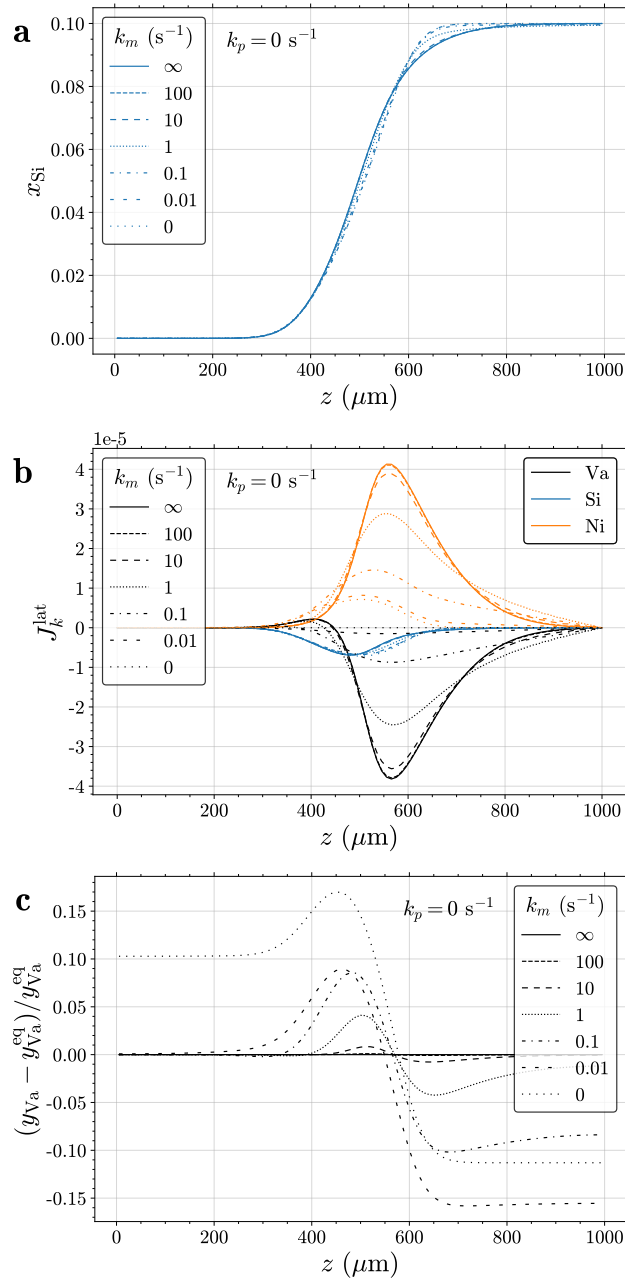 a
k_m (s⁻¹)
∞
100
10
1
0.1
0.01
0
k_p = 0 s⁻¹
x_Si
0.10
0.08
0.06
0.04
0.02
0.00
0 200 400 600 800 1000
z (μm)
b
1e-5
k_m (s⁻¹)
∞
100
10
1
0.1
0.01
0
k_p = 0 s⁻¹
Va
Si
Ni
J_k^lat
4
3
2
1
0
-1
-2
-3
-4
0 200 400 600 800 1000
z (μm)
c
k_p = 0 s⁻¹
k_m (s⁻¹)
∞
100
10
1
0.1
0.01
0
(y_Va − y_Va^eq)/y_Va^eq
0.15
0.10
0.05
0.00
-0.05
-0.10
-0.15
0 200 400 600 800 1000
z (μm)